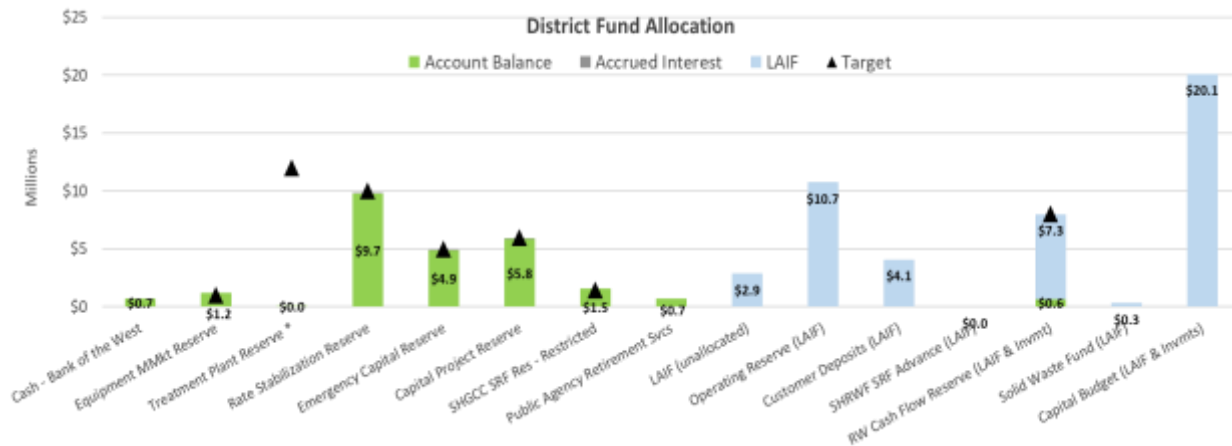 District Fund Allocation
Account Balance Accrued Interest LAIF Target
Millions
$25
$20
$15
$10
$5
$0
$0.7
$1.2
$0.0
$9.7
$4.9
$5.8
$1.5
$0.7
$2.9
$10.7
$4.1
$0.0
$7.3
$0.6
$0.3
$20.1
Cash - Bank of the West
Equipment MMkt Reserve
Treatment Plant Reserve *
Rate Stabilization Reserve
Emergency Capital Reserve
Capital Project Reserve
SHGCC SRF Res - Restricted
Public Agency Retirement Svcs
LAIF (unallocated)
Operating Reserve (LAIF)
Customer Deposits (LAIF)
SHRWF SRF Advance (LAIF)
RW Cash Flow Reserve (LAIF & Invmt)
Solid Waste Fund (LAIF)
Capital Budget (LAIF & Invmts)